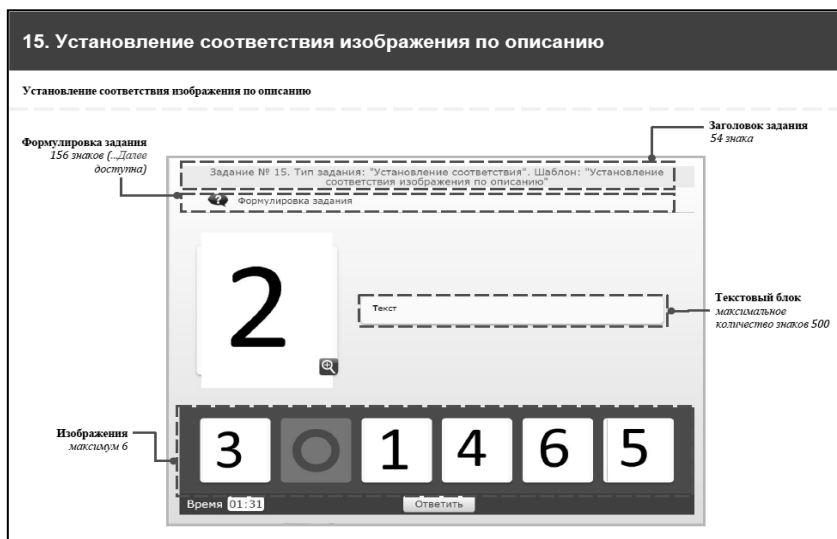 15. Установление соответствия изображения по описанию
Установление соответствия изображения по описанию
Заголовок задания
54 знака
Формулировка задания
156 знаков (...Далее
доступна)
Задание № 15. Тип задания: "Установление соответствия". Шаблон: "Установление
соответствия изображения по описанию"
Формулировка задания
2
Текст
Текстовый блок
максимальное
количество знаков 500
Изображения
максимум 6
3 1 4 6 5
Время 01:31 Ответить